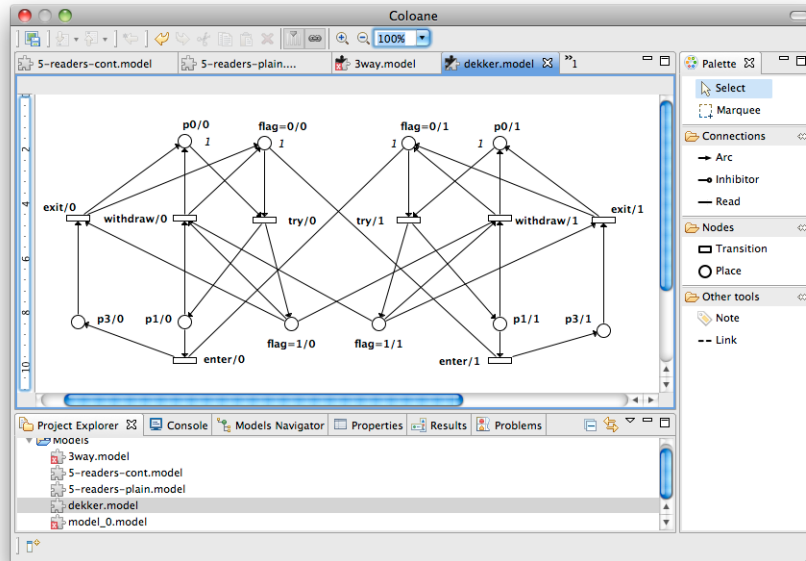 Coloane
100%
5-readers-cont.model
5-readers-plain....
3way.model
dekker.model
»1
Palette
Select
Marquee
Connections
Arc
Inhibitor
Read
Nodes
Transition
Place
Other tools
Note
Link
2
4
6
8
10
p0/0
flag=0/0
flag=0/1
p0/1
1
1
1
1
exit/0
withdraw/0
try/0
try/1
withdraw/1
exit/1
p3/0
p1/0
p1/1
p3/1
flag=1/0
flag=1/1
enter/0
enter/1
Project Explorer
Console
Models Navigator
Properties
Results
Problems
Models
3way.model
5-readers-cont.model
5-readers-plain.model
dekker.model
model_0.model